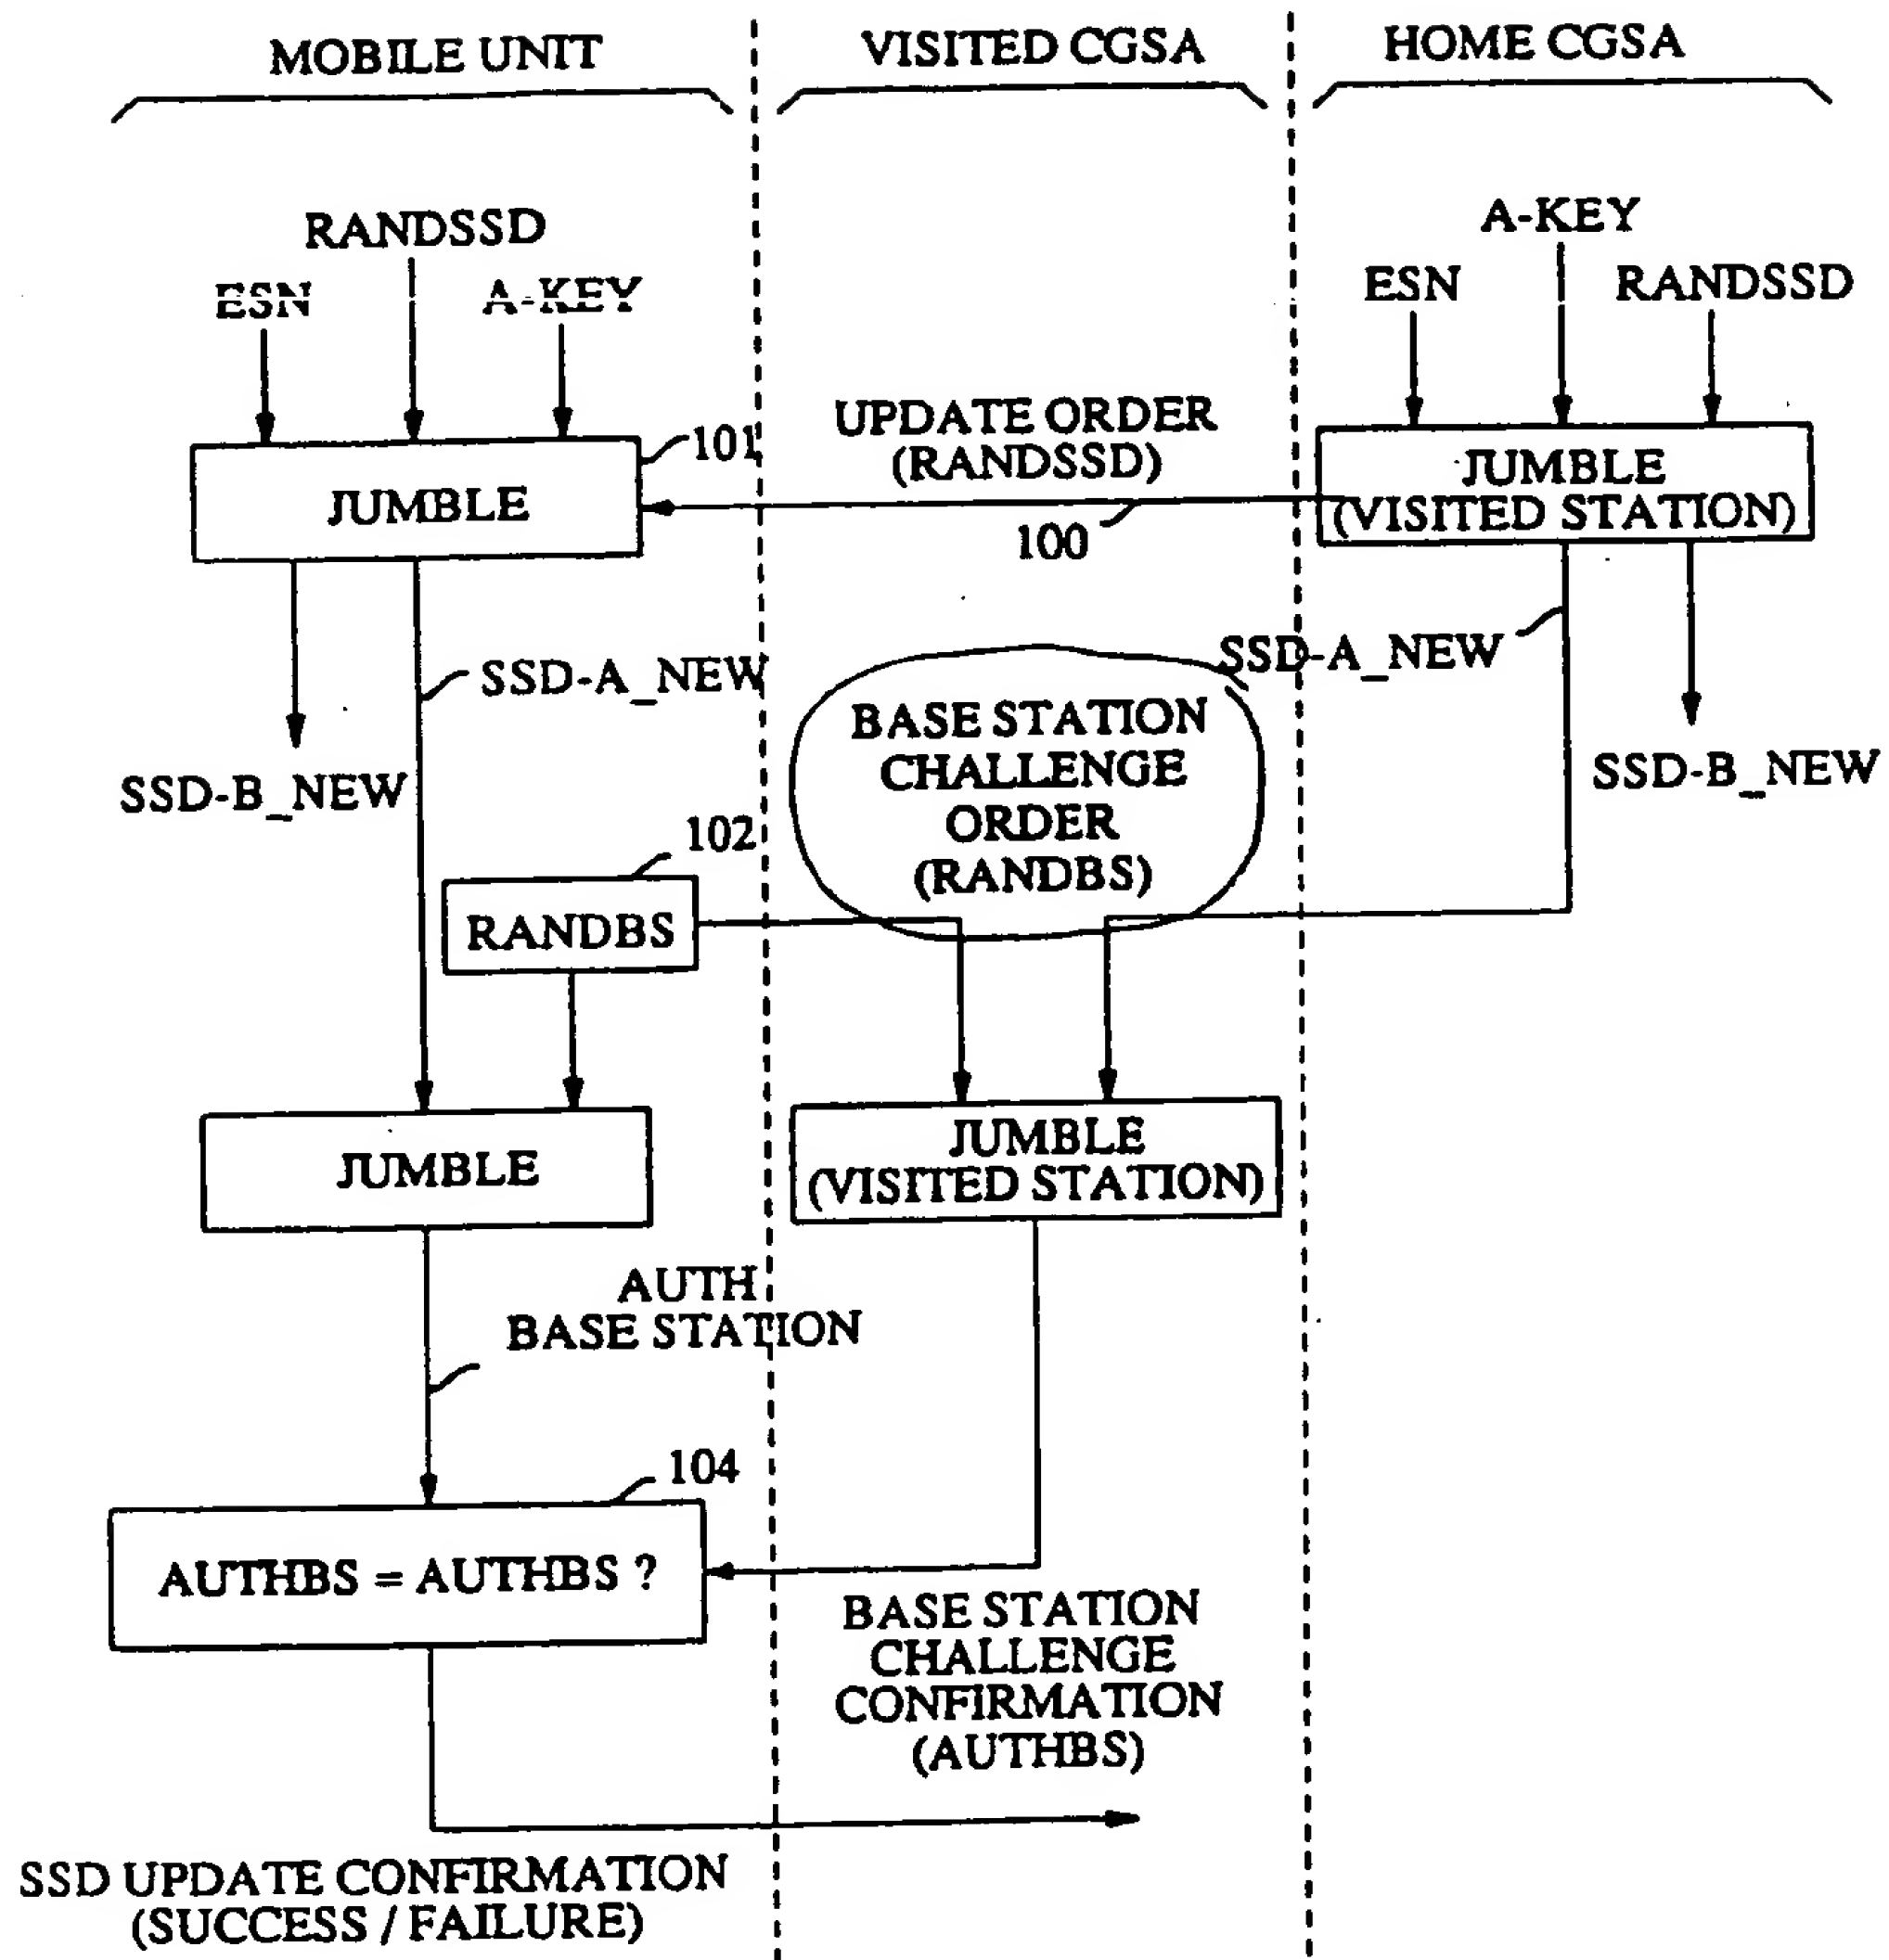 MOBILE UNIT
VISITED CGSA
HOME CGSA
RANDSSD
ESN
A-KEY
A-KEY
ESN
RANDSSD
101
JUMBLE
UPDATE ORDER
(RANDSSD)
100
JUMBLE
(VISITED STATION)
SSD-A_NEW
SSD-B_NEW
SSD-A_NEW
SSD-B_NEW
BASE STATION
CHALLENGE
ORDER
(RANDBS)
102
RANDBS
JUMBLE
JUMBLE
(VISITED STATION)
AUTH
BASE STATION
104
AUTHBS = AUTHBS ?
BASE STATION
CHALLENGE
CONFIRMATION
(AUTHBS)
SSD UPDATE CONFIRMATION
(SUCCESS / FAILURE)